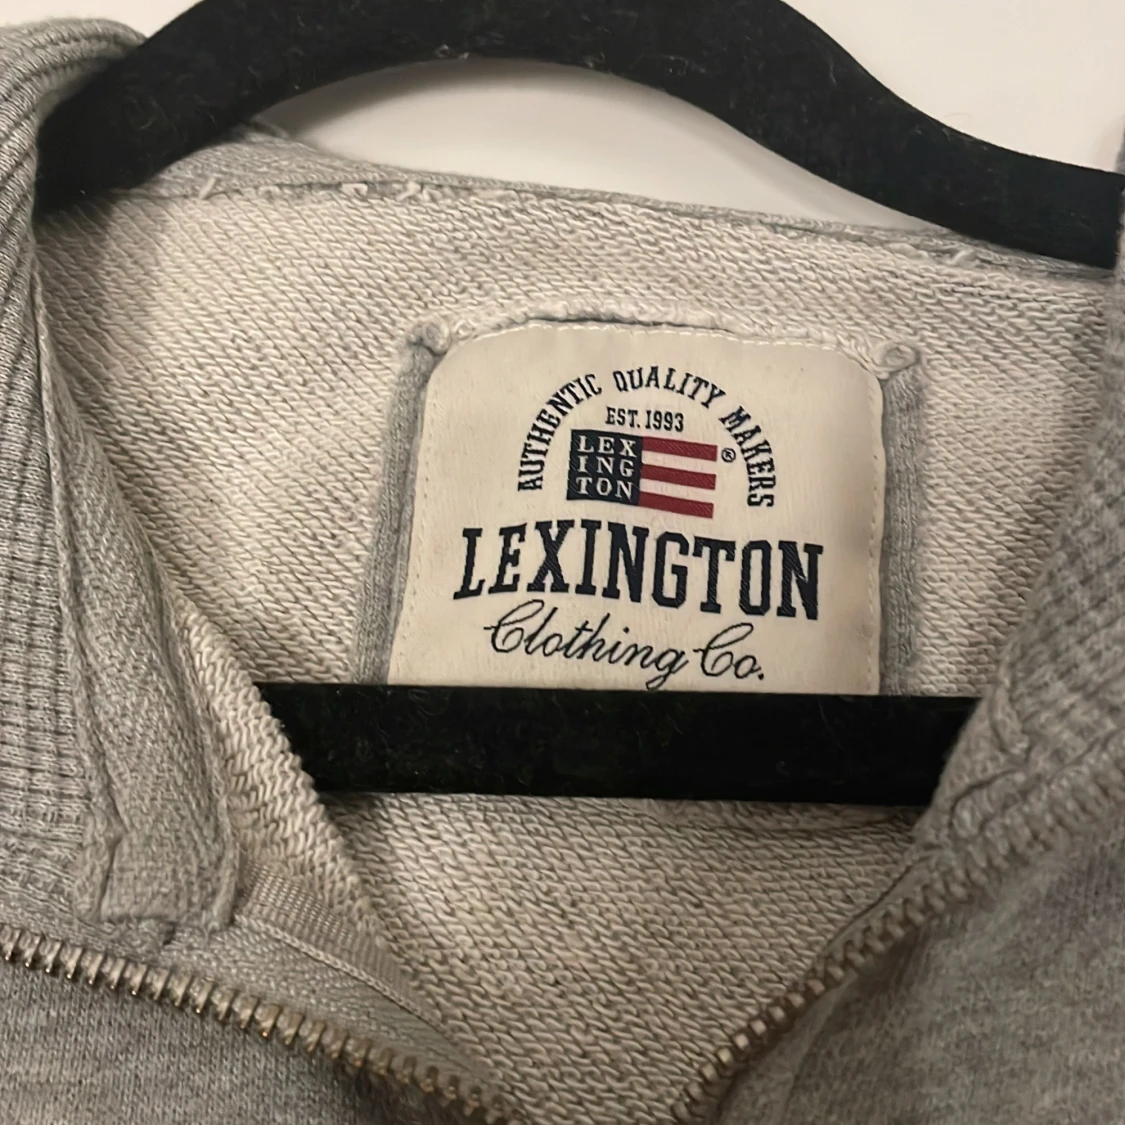 AUTHENTIC QUALITY MAKERS
EST. 1993
LEX
ING
TON
®
LEXINGTON
Clothing Co.